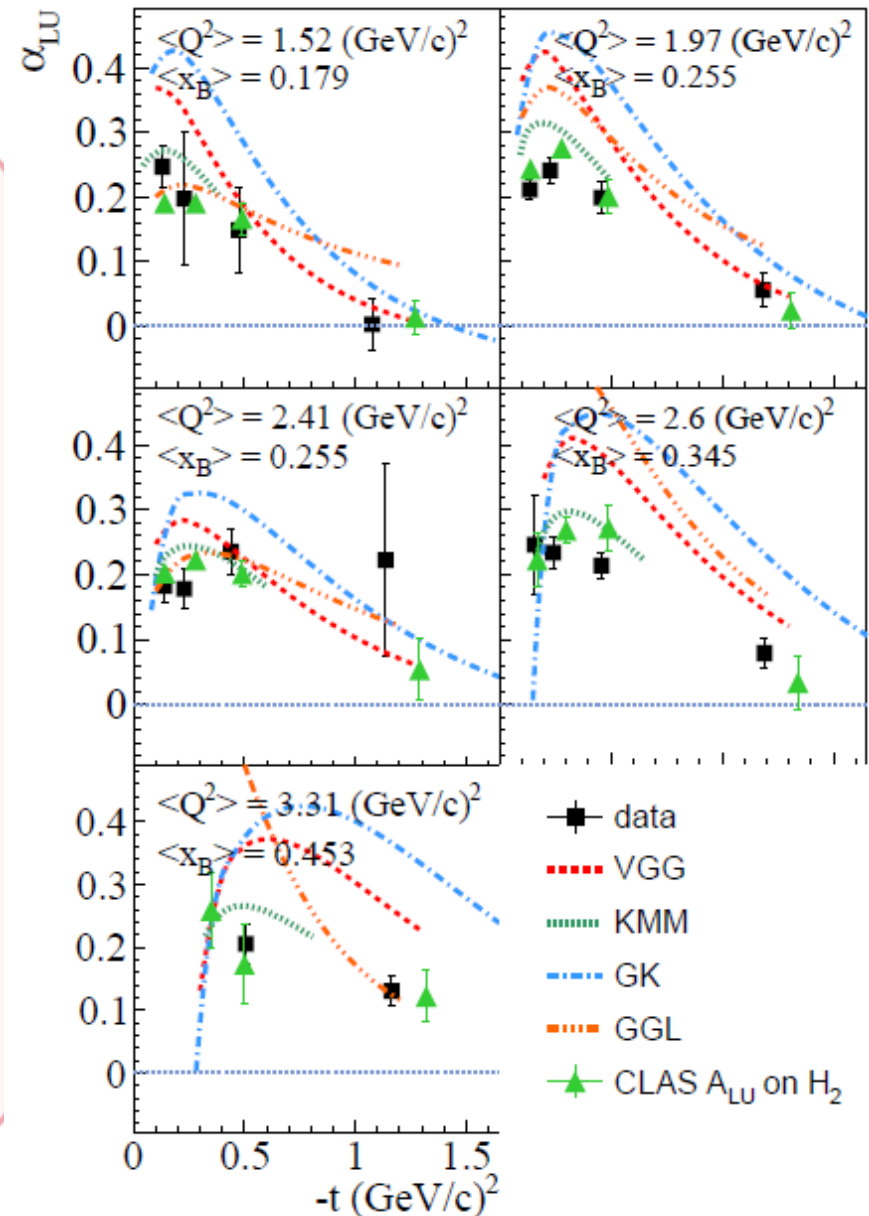 α_LU
<Q²> = 1.52 (GeV/c)²
<x_B> = 0.179
<Q²> = 1.97 (GeV/c)²
<x_B> = 0.255
0.4
0.3
0.2
0.1
0
<Q²> = 2.41 (GeV/c)²
<x_B> = 0.255
<Q²> = 2.6 (GeV/c)²
<x_B> = 0.345
0.4
0.3
0.2
0.1
0
<Q²> = 3.31 (GeV/c)²
<x_B> = 0.453
0.4
0.3
0.2
0.1
0
0 0.5 1 1.5
-t (GeV/c)²
data
VGG
KMM
GK
GGL
CLAS A_LU on H₂